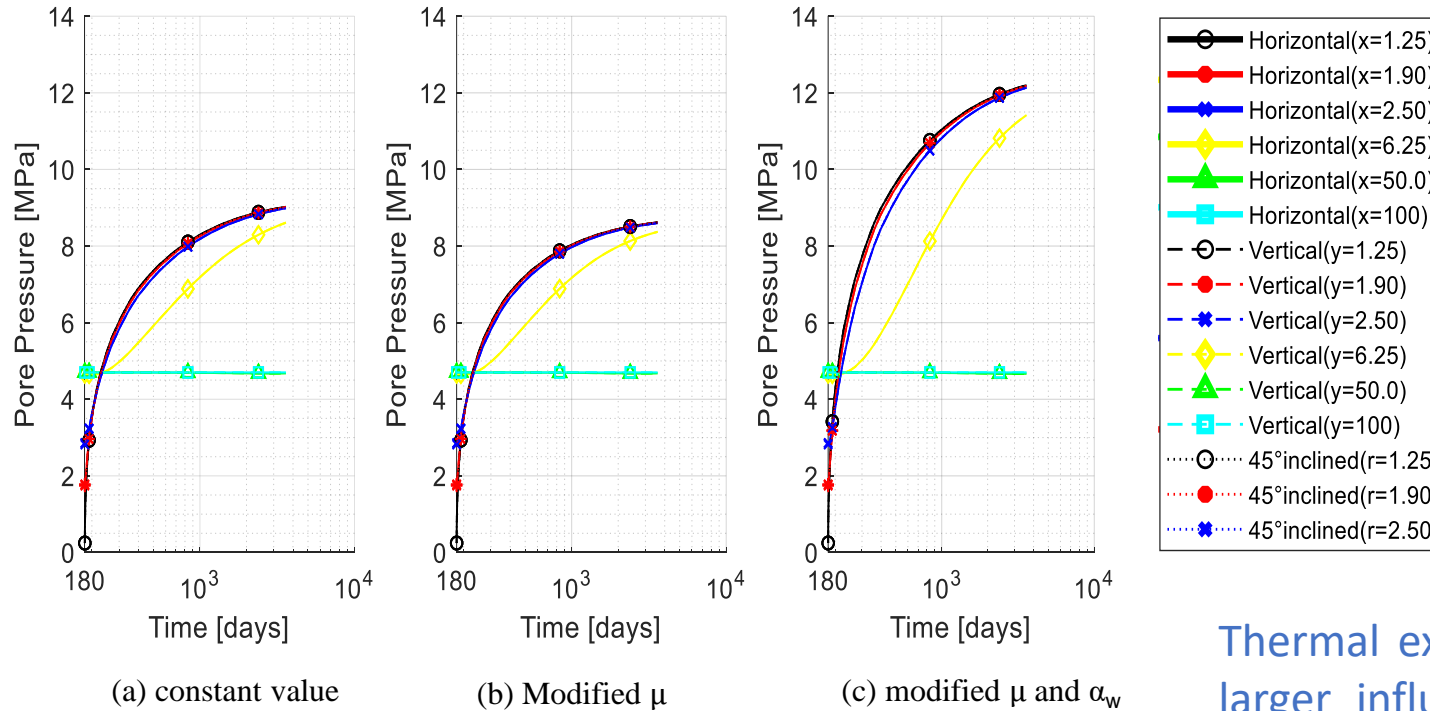 14
12
10
8
6
4
2
0
Pore Pressure [MPa]
180
10³
10⁴
Time [days]
(a) constant value
14
12
10
8
6
4
2
0
Pore Pressure [MPa]
180
10³
10⁴
Time [days]
(b) Modified μ
14
12
10
8
6
4
2
0
Pore Pressure [MPa]
180
10³
10⁴
Time [days]
(c) modified μ and αw
Horizontal(x=1.25)
Horizontal(x=1.90)
Horizontal(x=2.50)
Horizontal(x=6.25)
Horizontal(x=50.0)
Horizontal(x=100)
Vertical(y=1.25)
Vertical(y=1.90)
Vertical(y=2.50)
Vertical(y=6.25)
Vertical(y=50.0)
Vertical(y=100)
45°inclined(r=1.25
45°inclined(r=1.90
45°inclined(r=2.50
Thermal ex
larger influ